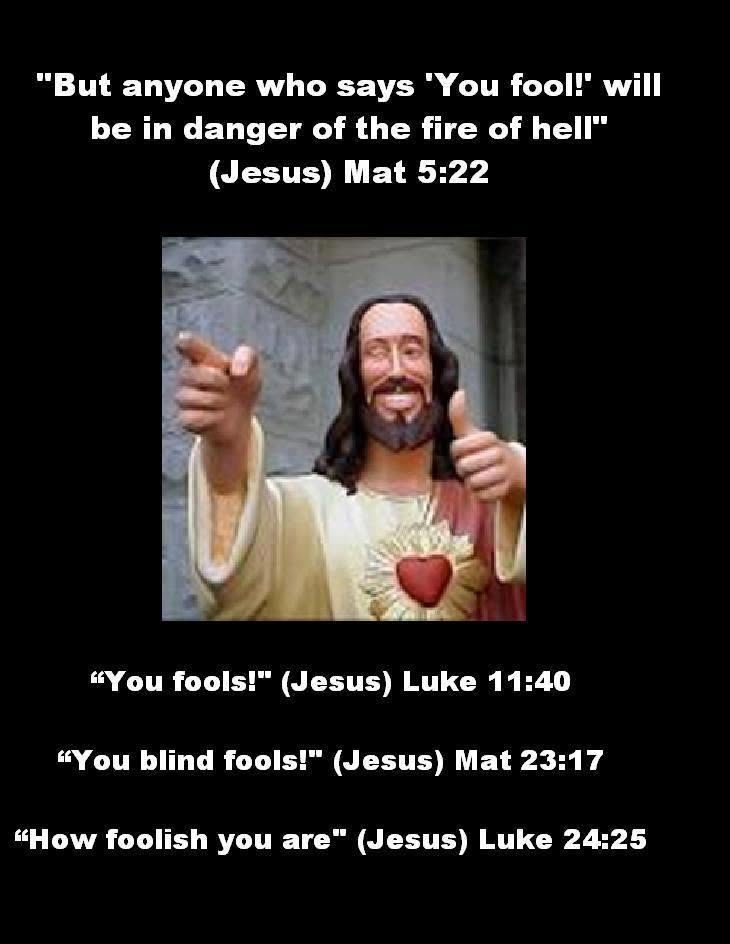 "But anyone who says 'You fool!' will
be in danger of the fire of hell"
(Jesus) Mat 5:22
“You fools!" (Jesus) Luke 11:40
“You blind fools!" (Jesus) Mat 23:17
“How foolish you are" (Jesus) Luke 24:25